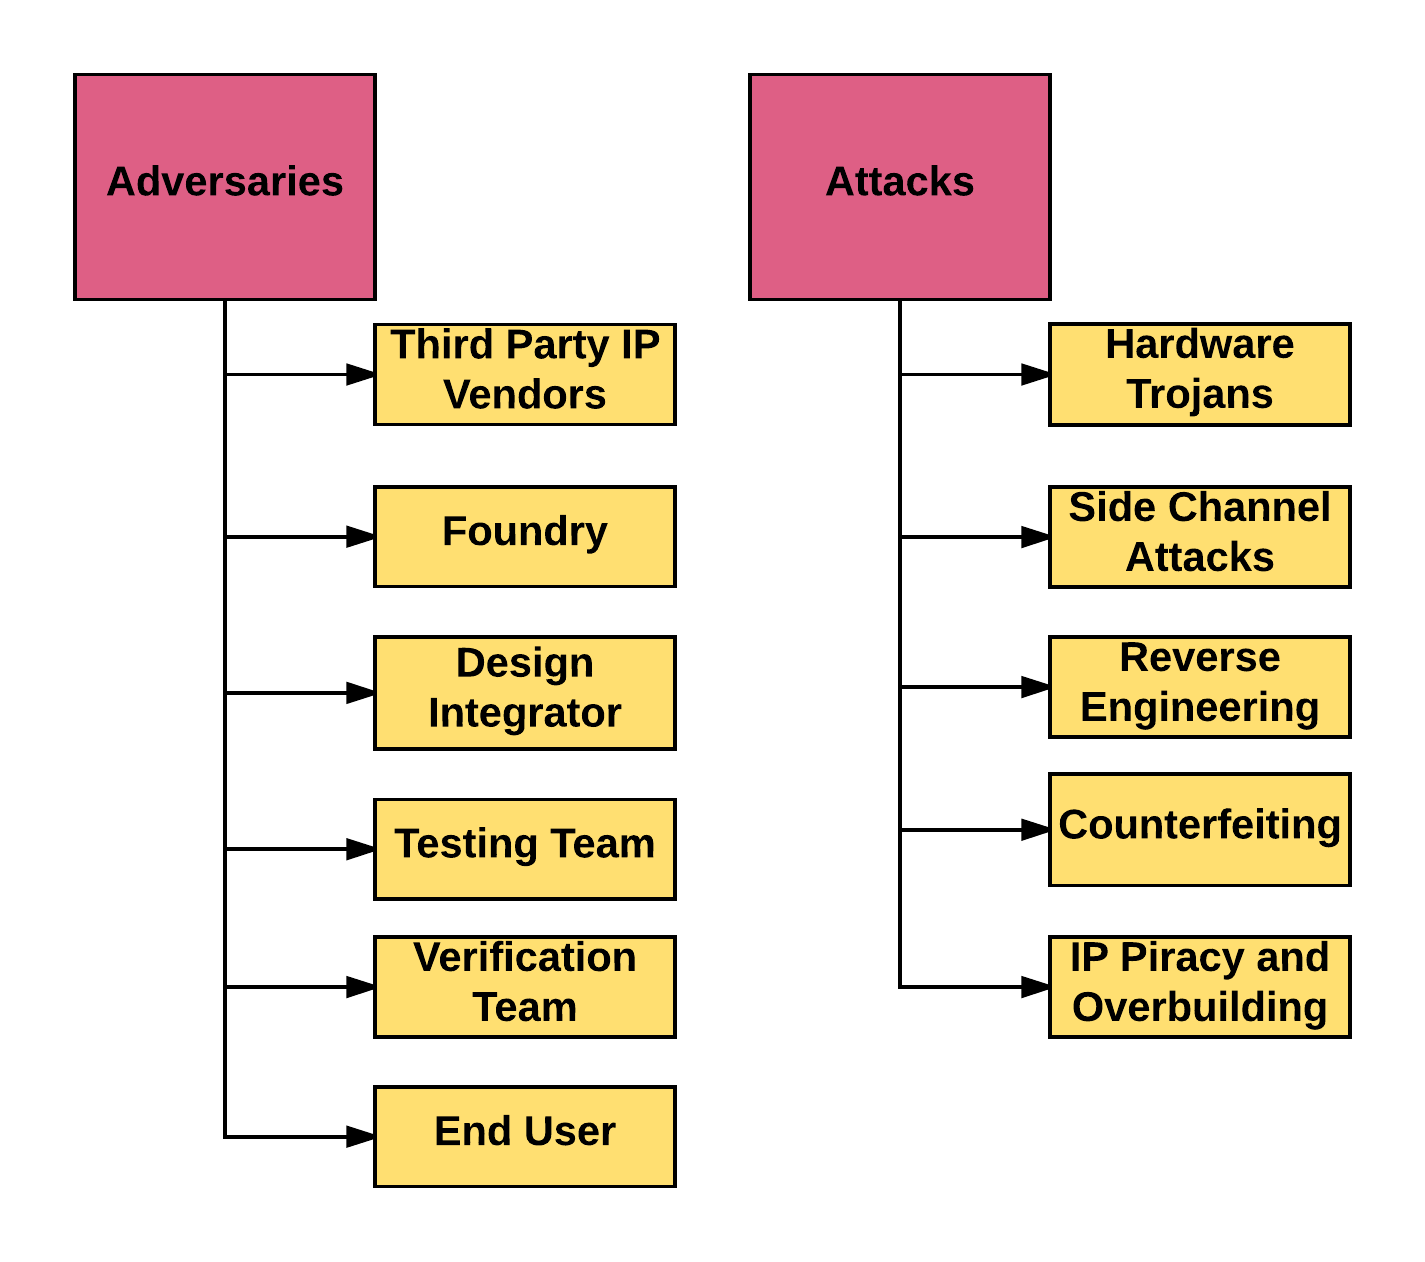 Adversaries
Third Party IP
Vendors
Foundry
Design
Integrator
Testing Team
Verification
Team
End User
Attacks
Hardware
Trojans
Side Channel
Attacks
Reverse
Engineering
Counterfeiting
IP Piracy and
Overbuilding